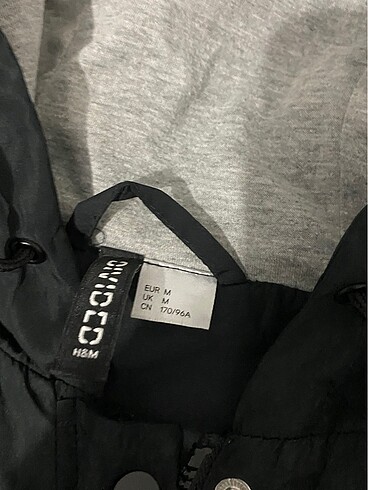 DIVIDED
H&M
EUR M
UK M
CN 170/96A